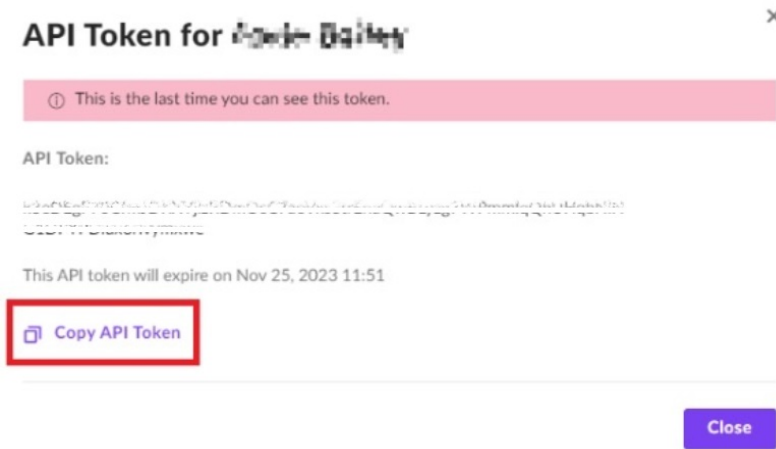 API Token for
This is the last time you can see this token.
API Token:
This API token will expire on Nov 25, 2023 11:51
Copy API Token
Close